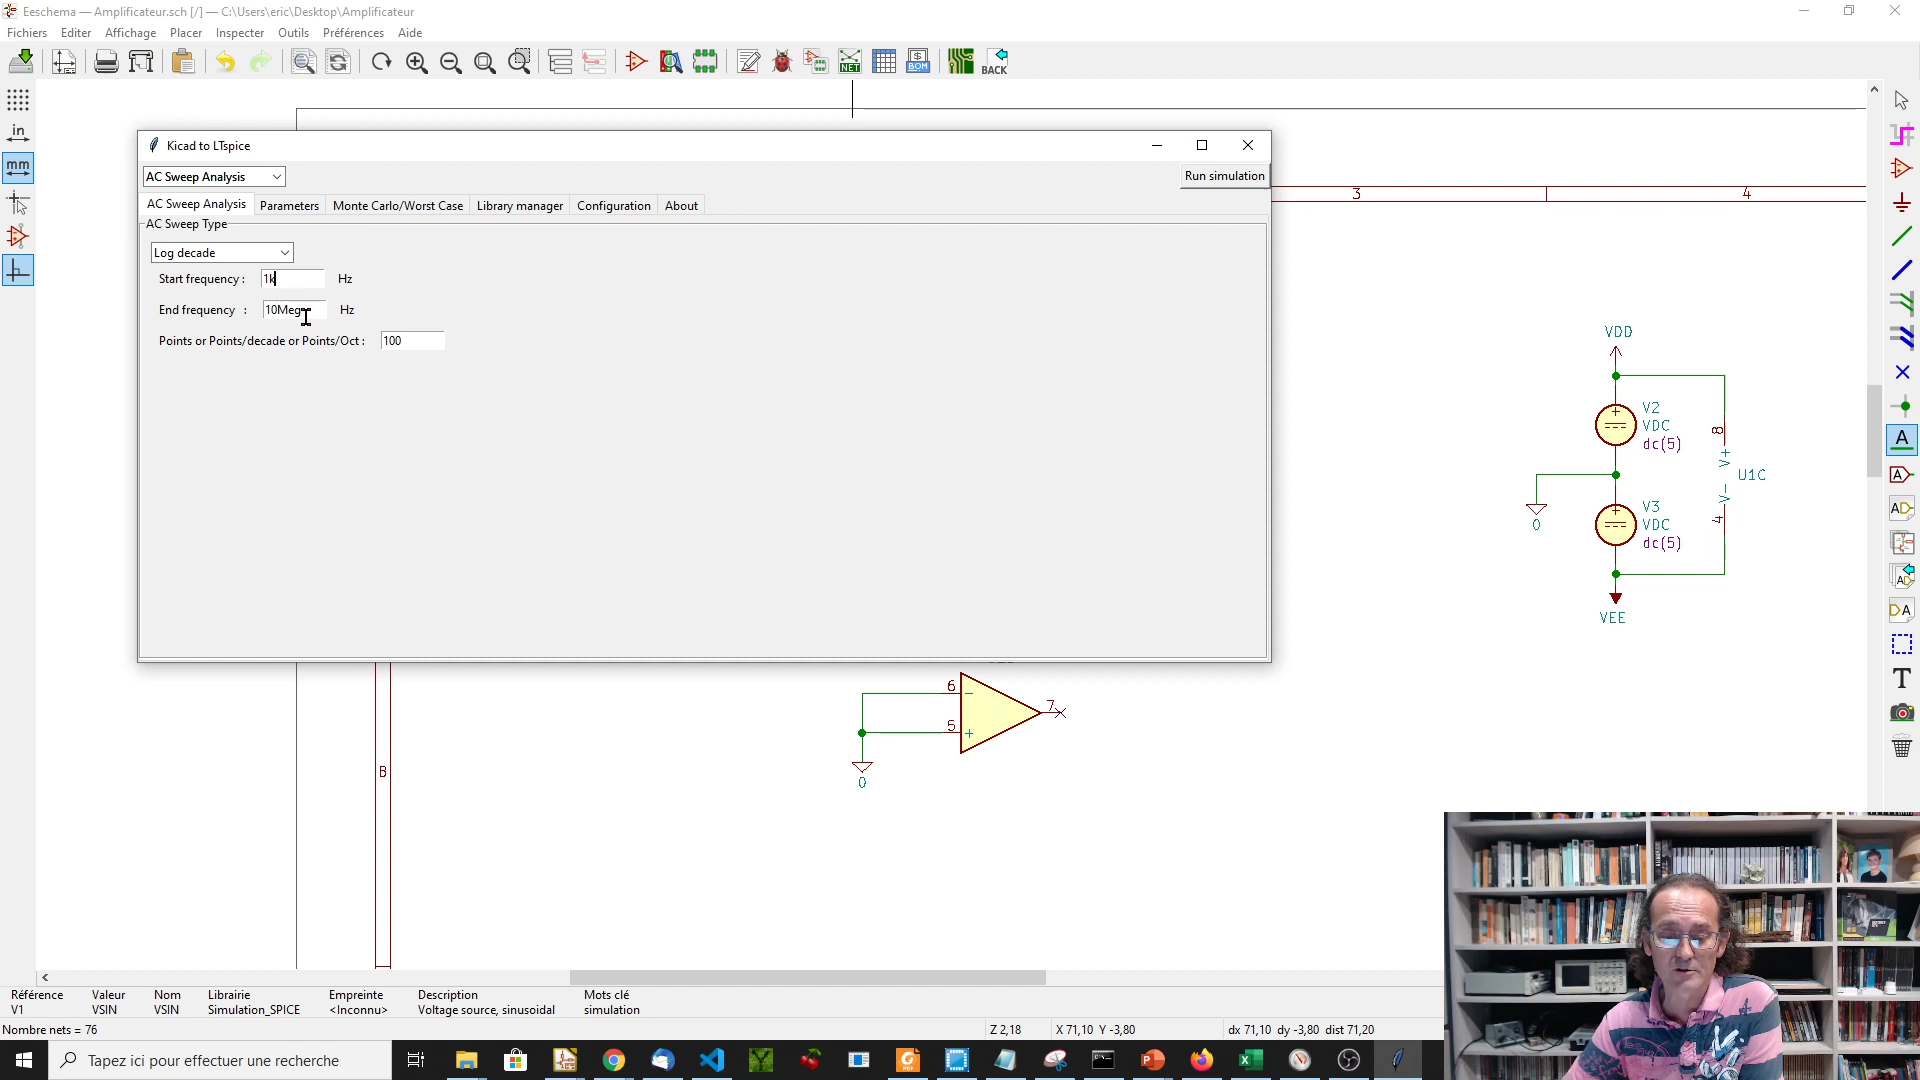 Eeschema — Amplificateur.sch [/] — C:\Users\eric\Desktop\Amplificateur
Fichiers Editer Affichage Placer Inspecter Outils Préférences Aide
NET
BOM
BACK
in
mm
Kicad to LTspice
AC Sweep Analysis
Run simulation
AC Sweep Analysis Parameters Monte Carlo/Worst Case Library manager Configuration About
AC Sweep Type
Log decade
Start frequency : 1k Hz
End frequency : 10Meg Hz
Points or Points/decade or Points/Oct : 100
3
4
VDD
V2
VDC
dc(5)
8
V+
U1C
V-
4
0
V3
VDC
dc(5)
VEE
6
5
7
0
B
Référence Valeur Nom Librairie Empreinte Description Mots clé
V1 VSIN VSIN Simulation_SPICE <Inconnu> Voltage source, sinusoidal simulation
Nombre nets = 76
Z 2,18 X 71,10 Y -3,80 dx 71,10 dy -3,80 dist 71,20
Tapez ici pour effectuer une recherche